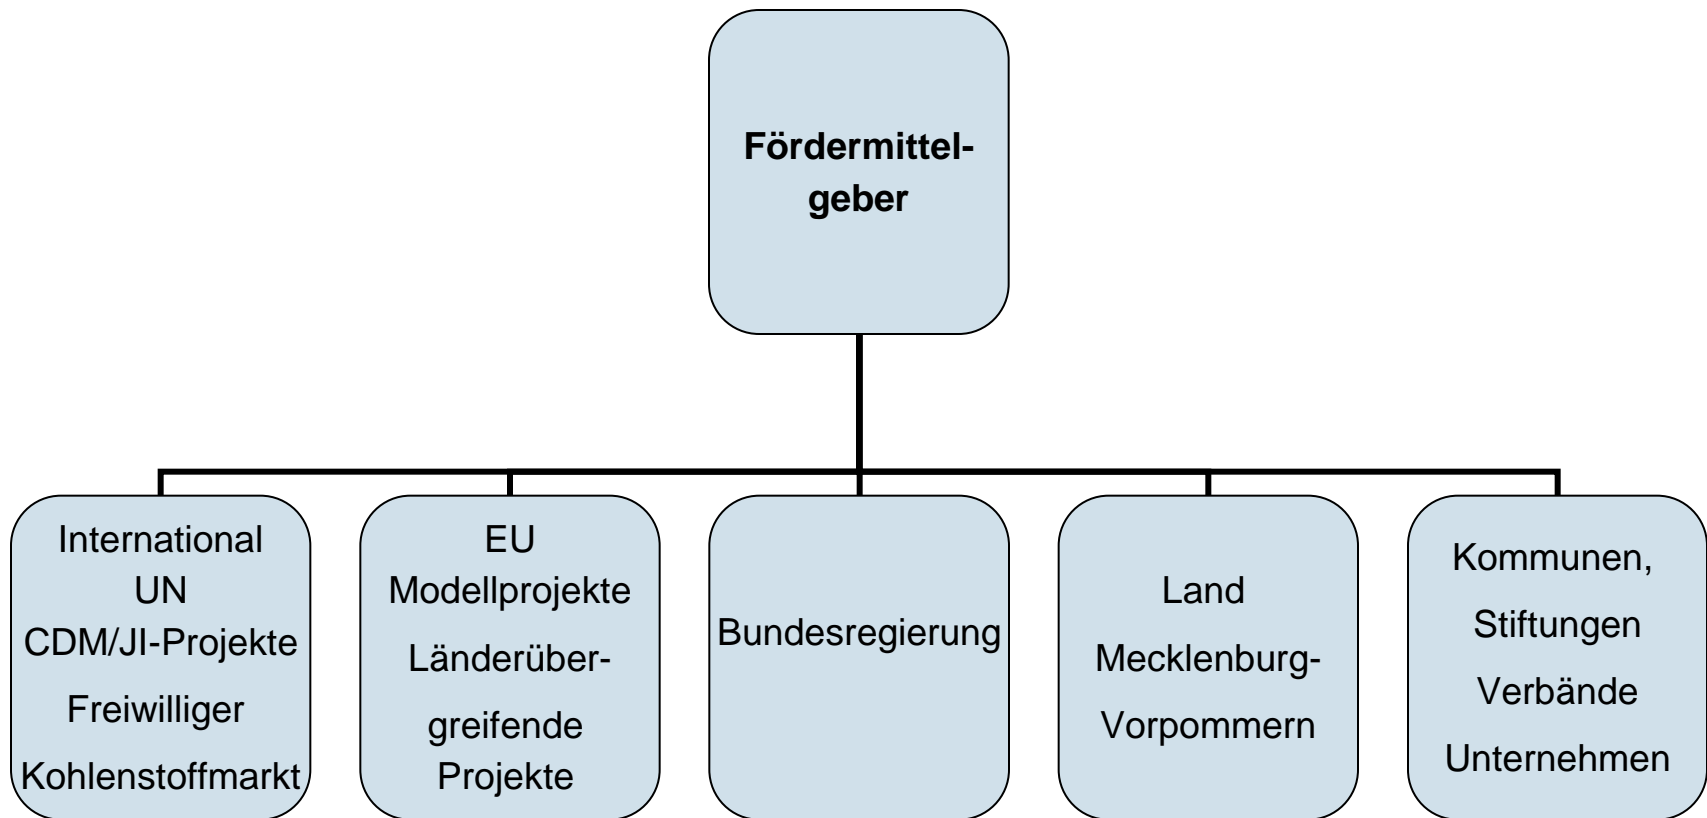 Fördermittel-
geber
International
UN
CDM/JI-Projekte
Freiwilliger
Kohlenstoffmarkt
EU
Modellprojekte
Länderüber-
greifende
Projekte
Bundesregierung
Land
Mecklenburg-
Vorpommern
Kommunen,
Stiftungen
Verbände
Unternehmen